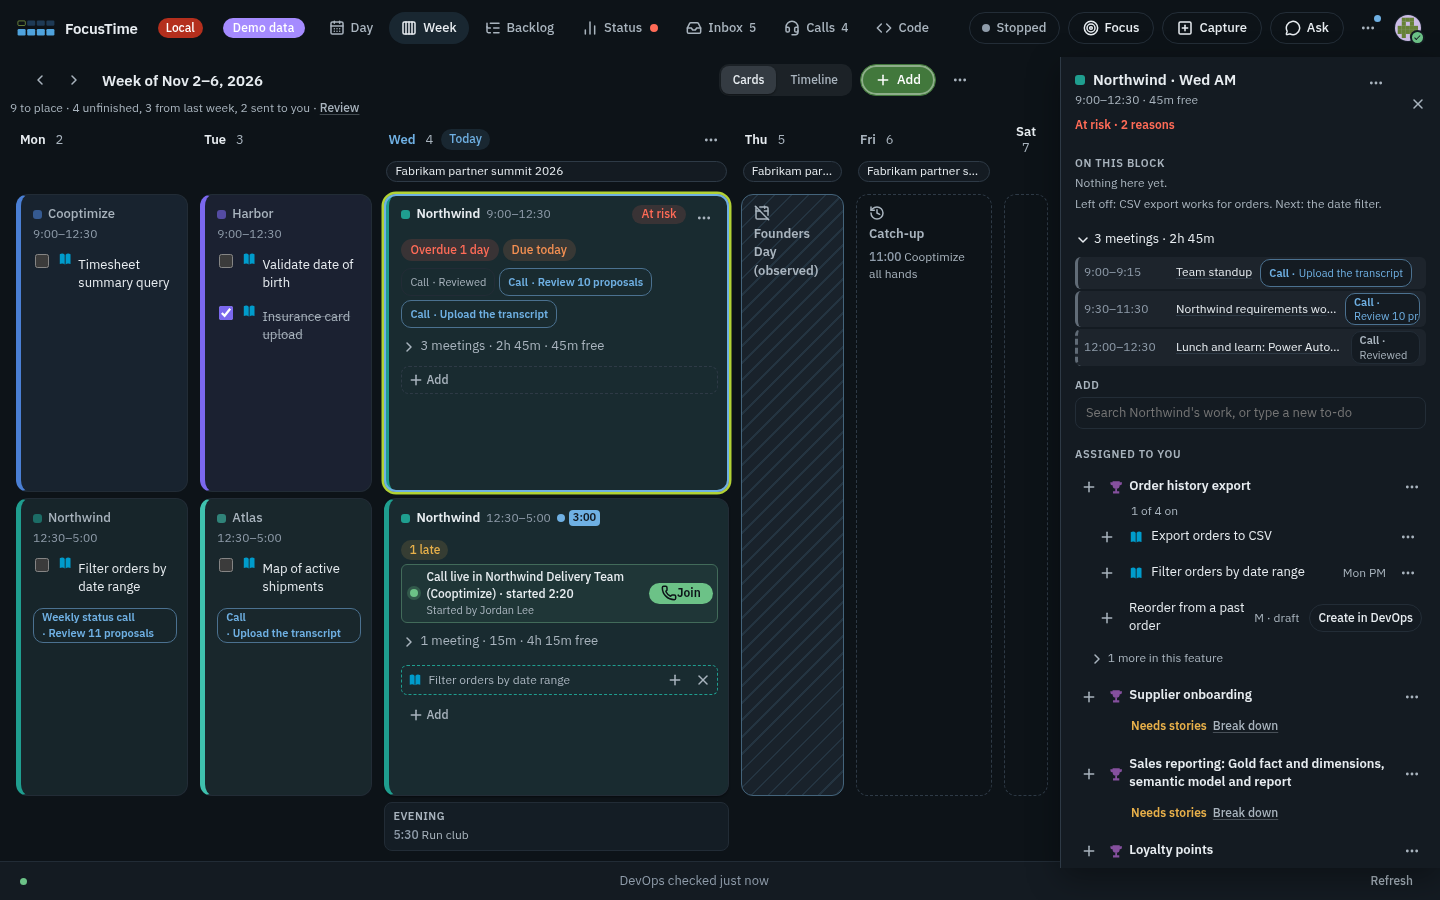 FocusTime
Local
Demo data
Day
Week
Backlog
Status
Inbox 5
Calls 4
Code
Stopped
Focus
Capture
Ask
Week of Nov 2–6, 2026
Cards
Timeline
Add
9 to place · 4 unfinished, 3 from last week, 2 sent to you · Review
Mon 2
Tue 3
Wed 4 Today
Thu 5
Fri 6
Sat
7
Fabrikam partner summit 2026
Fabrikam par...
Fabrikam partner s...
Cooptimize
9:00–12:30
Timesheet
summary query
Harbor
9:00–12:30
Validate date of
birth
Insurance card
upload
Northwind 9:00–12:30
At risk
Overdue 1 day
Due today
Call · Reviewed
Call · Review 10 proposals
Call · Upload the transcript
3 meetings · 2h 45m · 45m free
Add
Founders
Day
(observed)
Catch-up
11:00 Cooptimize
all hands
Northwind
12:30–5:00
Filter orders by
date range
Weekly status call
· Review 11 proposals
Atlas
12:30–5:00
Map of active
shipments
Call
· Upload the transcript
Northwind 12:30–5:00
3:00
1 late
Call live in Northwind Delivery Team
(Cooptimize) · started 2:20
Started by Jordan Lee
Join
1 meeting · 15m · 4h 15m free
Filter orders by date range
Add
EVENING
5:30 Run club
Northwind · Wed AM
9:00–12:30 · 45m free
At risk · 2 reasons
ON THIS BLOCK
Nothing here yet.
Left off: CSV export works for orders. Next: the date filter.
3 meetings · 2h 45m
9:00–9:15
Team standup
Call · Upload the transcript
9:30–11:30
Northwind requirements wo...
Call ·
Review 10 pr
12:00–12:30
Lunch and learn: Power Auto...
Call ·
Reviewed
ADD
Search Northwind's work, or type a new to-do
ASSIGNED TO YOU
Order history export
1 of 4 on
Export orders to CSV
Filter orders by date range
Mon PM
Reorder from a past
order
M · draft
Create in DevOps
1 more in this feature
Supplier onboarding
Needs stories Break down
Sales reporting: Gold fact and dimensions,
semantic model and report
Needs stories Break down
Loyalty points
DevOps checked just now
Refresh